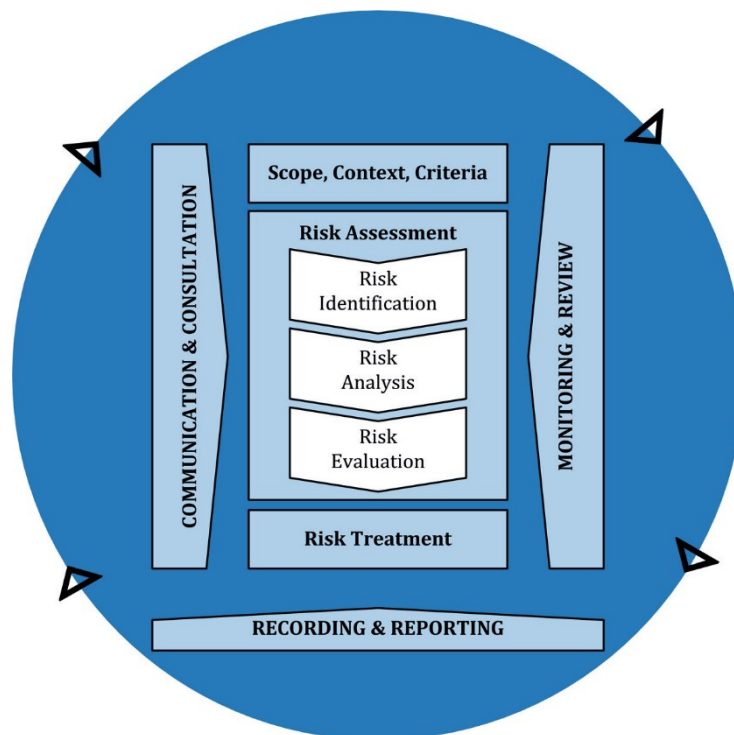 Scope, Context, Criteria
Risk Assessment
Risk
Identification
Risk
Analysis
Risk
Evaluation
Risk Treatment
COMMUNICATION & CONSULTATION
MONITORING & REVIEW
RECORDING & REPORTING